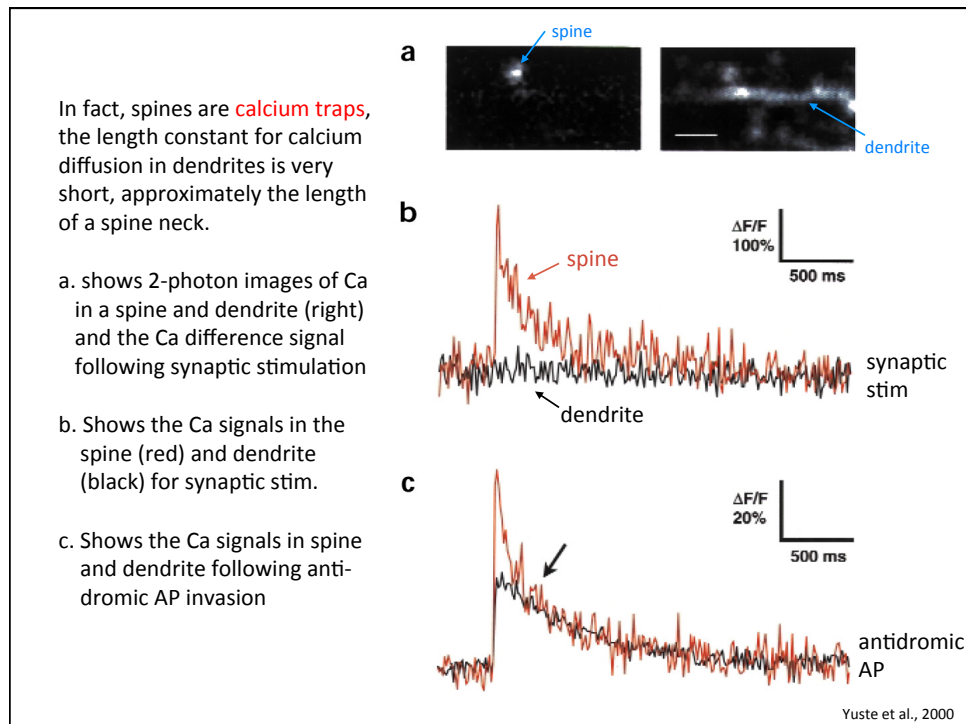 In fact, spines are calcium traps,
the length constant for calcium
diffusion in dendrites is very
short, approximately the length
of a spine neck.
a. shows 2-photon images of Ca
in a spine and dendrite (right)
and the Ca difference signal
following synaptic stimulation
b. Shows the Ca signals in the
spine (red) and dendrite
(black) for synaptic stim.
c. Shows the Ca signals in spine
and dendrite following anti-
dromic AP invasion
a
spine
dendrite
b
spine
dendrite
ΔF/F
100%
500 ms
synaptic
stim
c
ΔF/F
20%
500 ms
antidromic
AP
Yuste et al., 2000